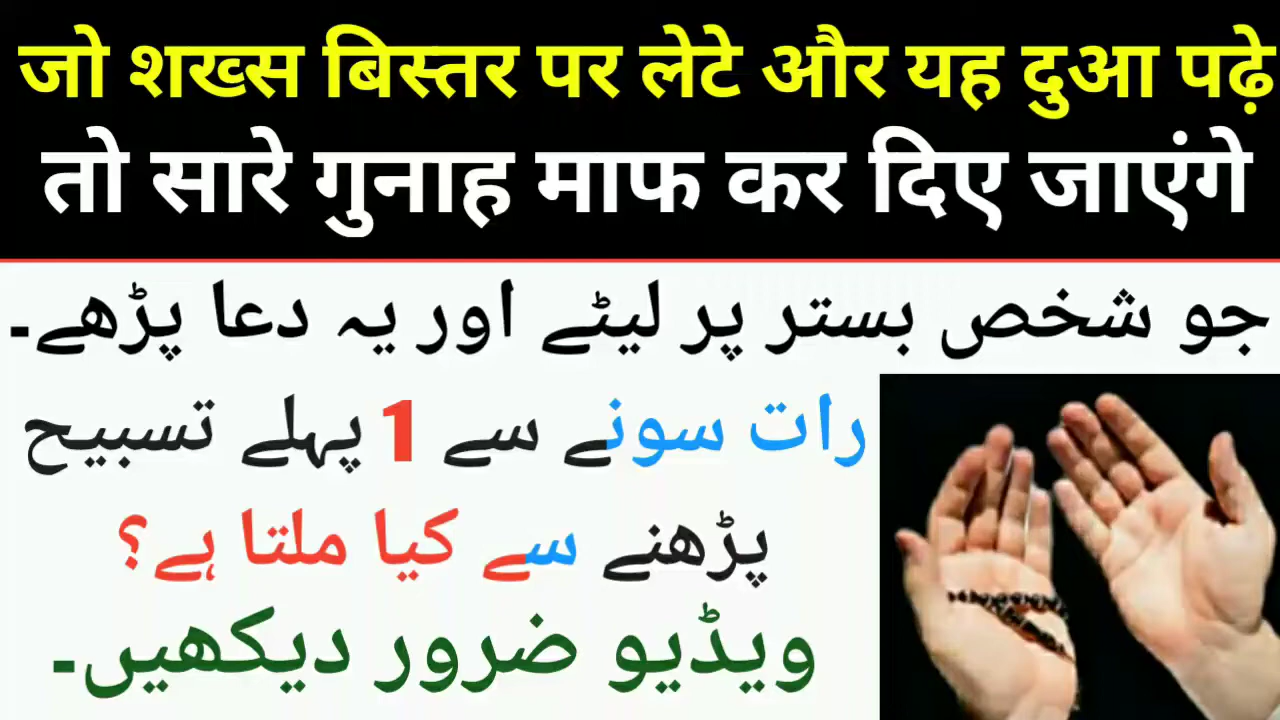 जो शख्स बिस्तर पर लेटे और यह दुआ पढ़े
तो सारे गुनाह माफ कर दिए जाएंगे
جو شخص بستر پر لیٹے اور یہ دعا پڑھے۔
رات سونے سے 1 پہلے تسبیح
پڑھنے سے کیا ملتا ہے؟
ویڈیو ضرور دیکھیں۔